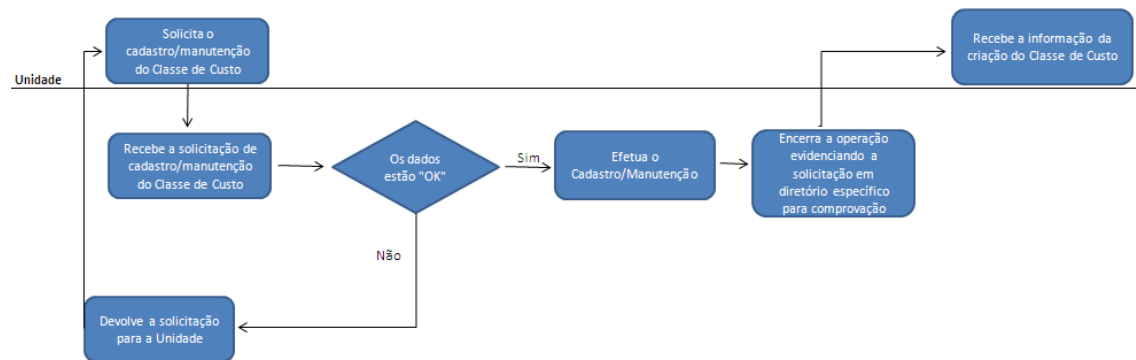 Solicita o
cadastro/manutenção
do Classe de Custo
Recebe a informação da
criação do Classe de Custo
Unidade
Recebe a solicitação de
cadastro/manutenção
do Classe de Custo
Os dados
estão "OK"
Sim
Efetua o
Cadastro/Manutenção
Encerra a operação
evidenciando a
solicitação em
diretório específico
para comprovação
Não
Devolve a solicitação
para a Unidade